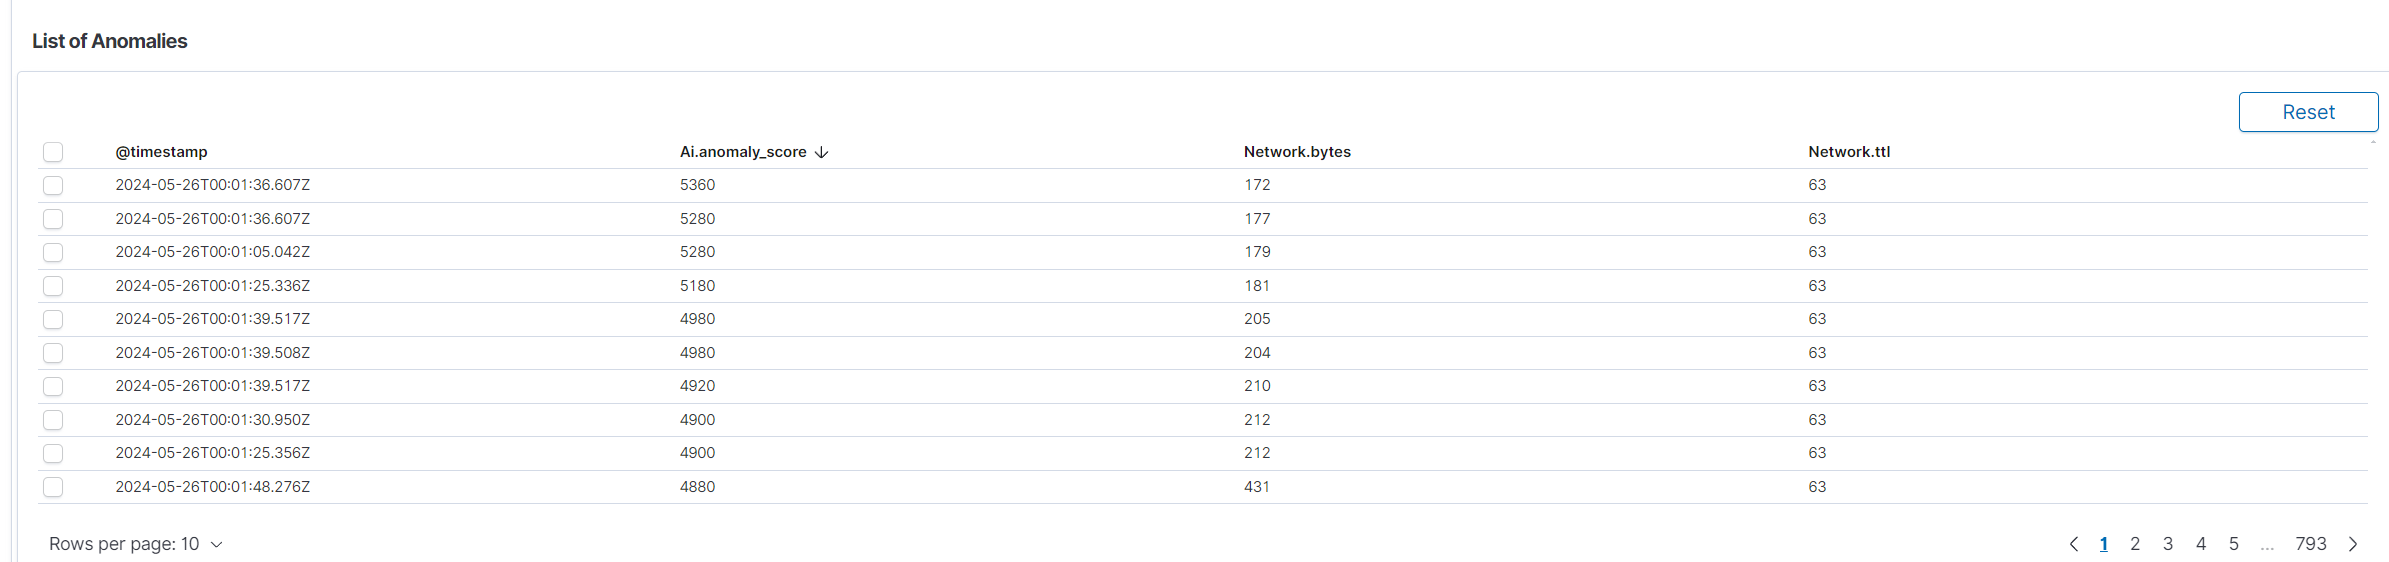 List of Anomalies
Reset
@timestamp Ai.anomaly_score Network.bytes Network.ttl
2024-05-26T00:01:36.607Z 5360 172 63
2024-05-26T00:01:36.607Z 5280 177 63
2024-05-26T00:01:05.042Z 5280 179 63
2024-05-26T00:01:25.336Z 5180 181 63
2024-05-26T00:01:39.517Z 4980 205 63
2024-05-26T00:01:39.508Z 4980 204 63
2024-05-26T00:01:39.517Z 4920 210 63
2024-05-26T00:01:30.950Z 4900 212 63
2024-05-26T00:01:25.356Z 4900 212 63
2024-05-26T00:01:48.276Z 4880 431 63
Rows per page: 10 1 2 3 4 5 ... 793